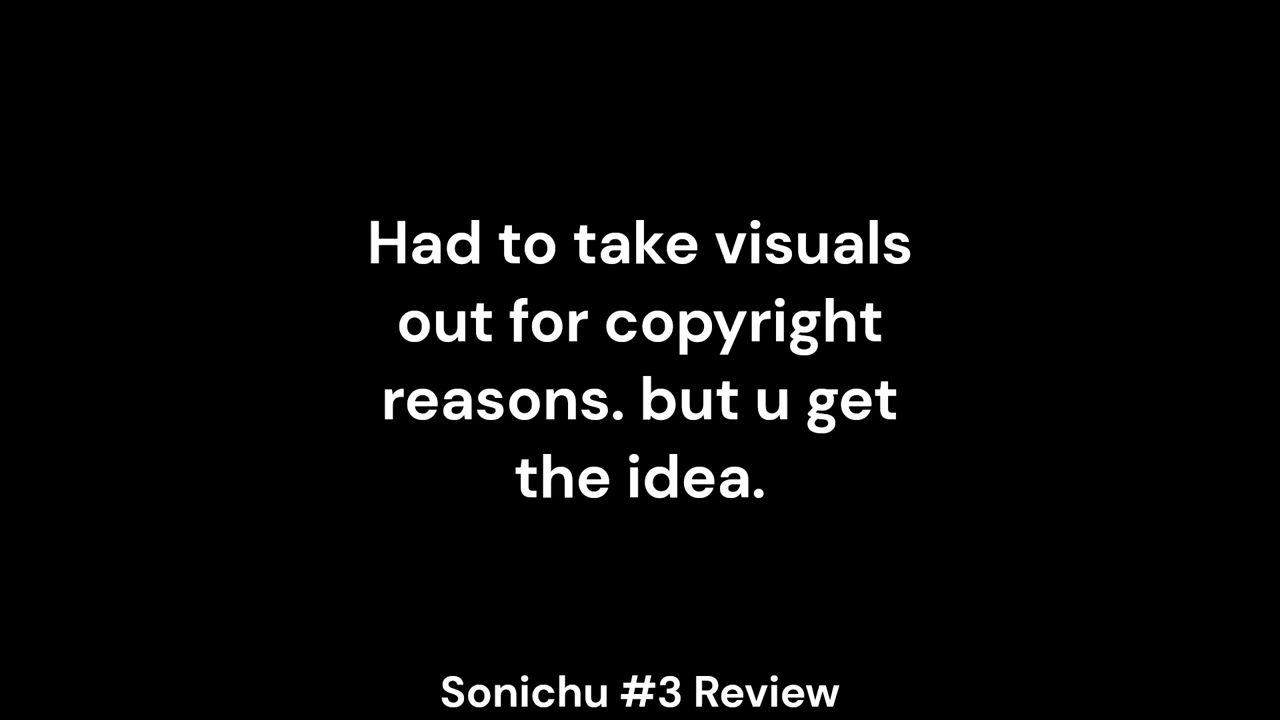 Had to take visuals
out for copyright
reasons. but u get
the idea.
Sonichu #3 Review